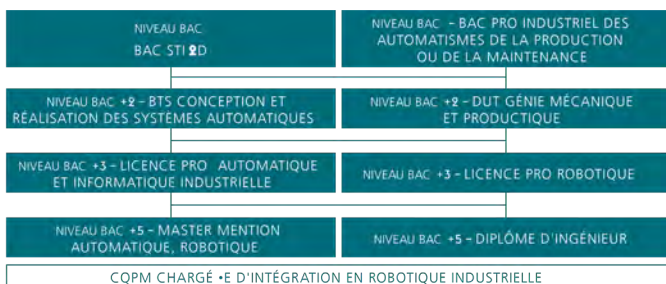 NIVEAU BAC
BAC STI 2D
NIVEAU BAC - BAC PRO INDUSTRIEL DES
AUTOMATISMES DE LA PRODUCTION
OU DE LA MAINTENANCE
NIVEAU BAC +2 - BTS CONCEPTION ET
RÉALISATION DES SYSTÈMES AUTOMATIQUES
NIVEAU BAC +2 - DUT GÉNIE MÉCANIQUE
ET PRODUCTIQUE
NIVEAU BAC +3 - LICENCE PRO AUTOMATIQUE
ET INFORMATIQUE INDUSTRIELLE
NIVEAU BAC +3 - LICENCE PRO ROBOTIQUE
NIVEAU BAC +5 - MASTER MENTION
AUTOMATIQUE, ROBOTIQUE
NIVEAU BAC +5 - DIPLÔME D'INGÉNIEUR
CQPM CHARGÉ •E D'INTÉGRATION EN ROBOTIQUE INDUSTRIELLE